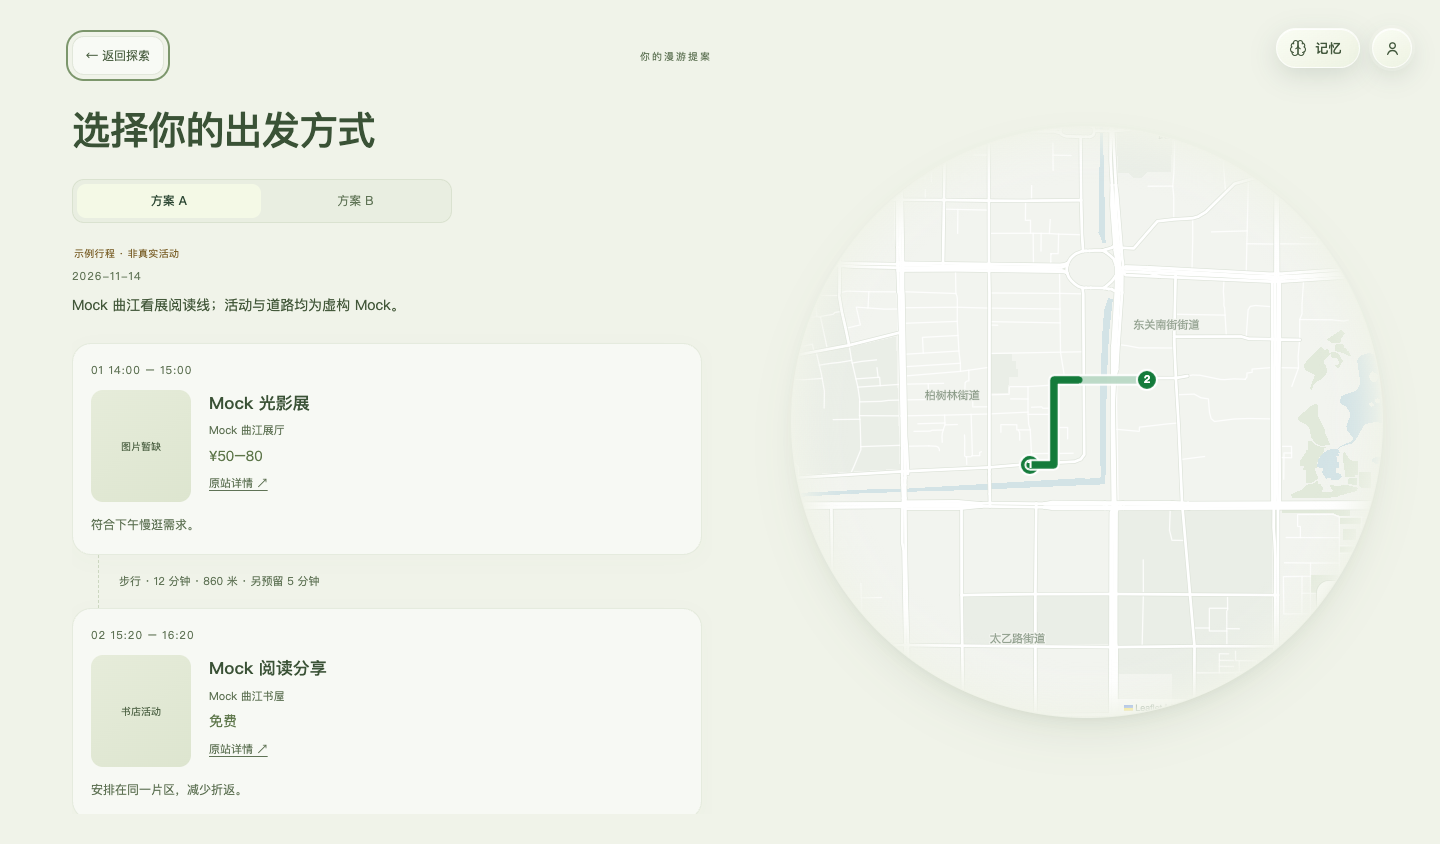 ← 返回探索
你的漫游提案
记忆
选择你的出发方式
方案 A
方案 B
示例行程 · 非真实活动
2026-11-14
Mock 曲江看展阅读线；活动与道路均为虚构 Mock。
01 14:00 — 15:00
图片暂缺
Mock 光影展
Mock 曲江展厅
¥50—80
原站详情 ↗
符合下午慢逛需求。
步行 · 12 分钟 · 860 米 · 另预留 5 分钟
02 15:20 — 16:20
书店活动
Mock 阅读分享
Mock 曲江书屋
免费
原站详情 ↗
安排在同一片区，减少折返。
东关南街街道
2
柏树林街道
太乙路街道
Leaflet